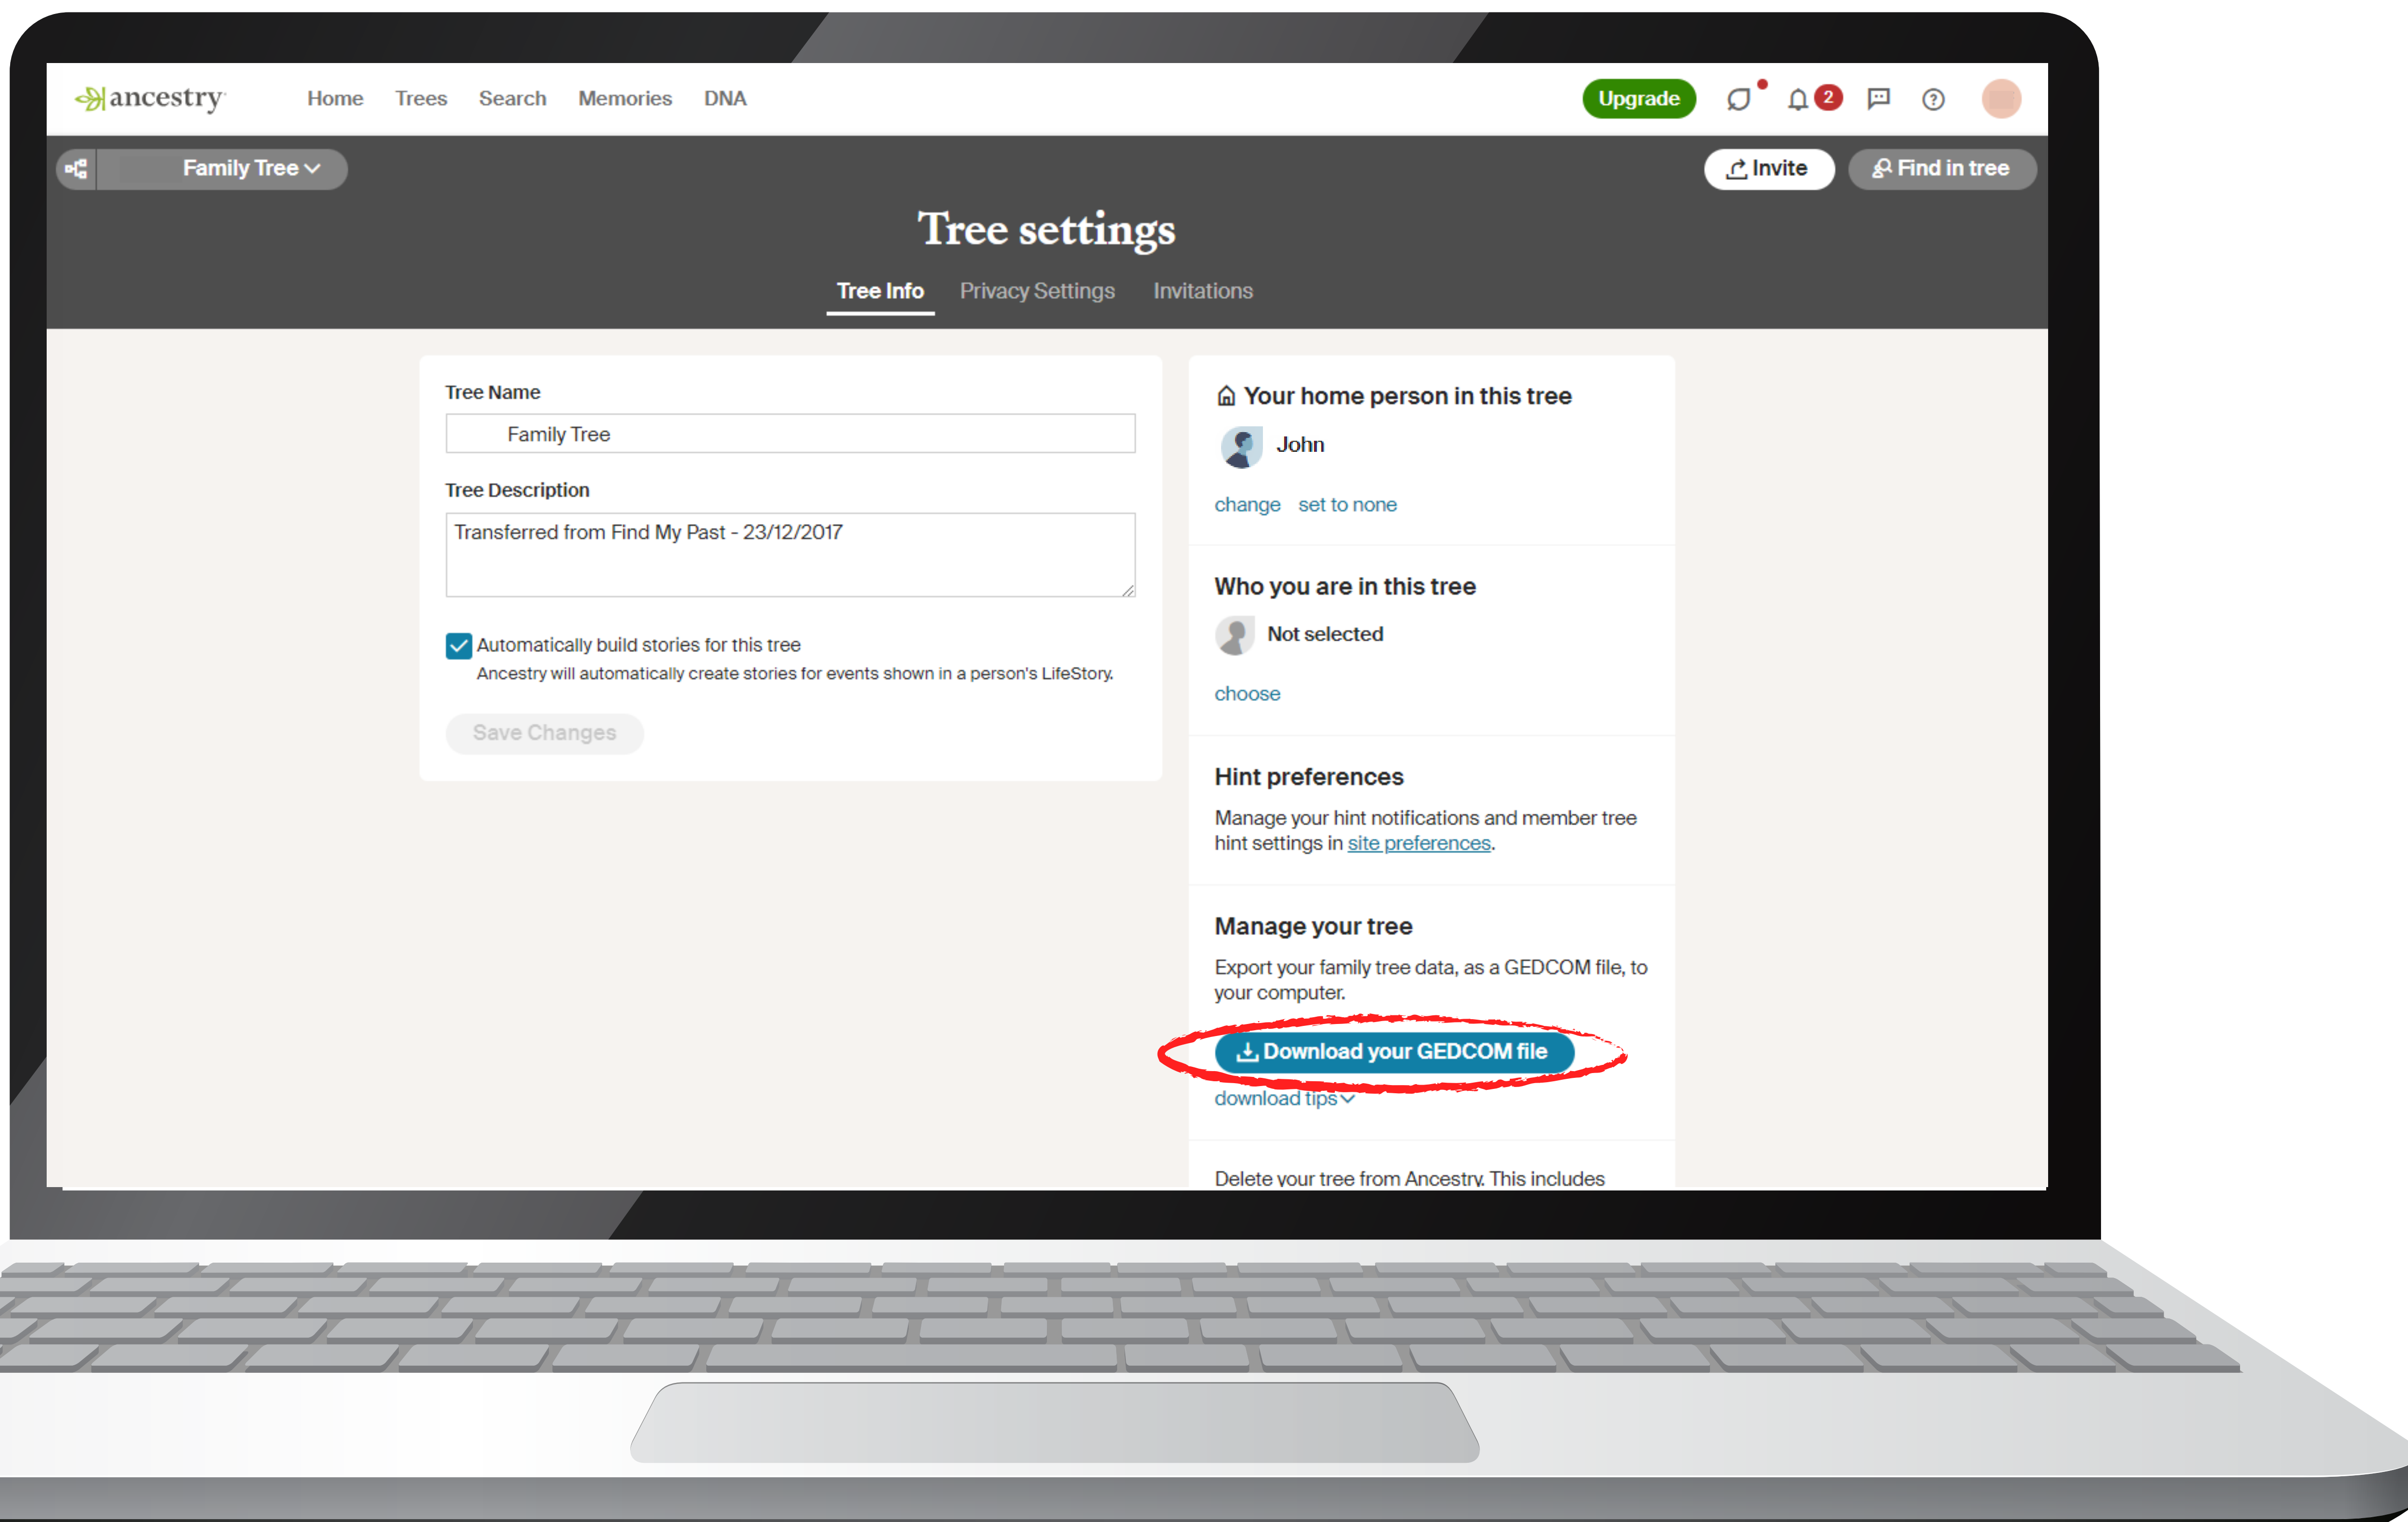 ancestry
Home Trees Search Memories DNA
Upgrade
2
Family Tree
Invite
Find in tree
Tree settings
Tree Info Privacy Settings Invitations
Tree Name
Family Tree
Tree Description
Transferred from Find My Past - 23/12/2017
Automatically build stories for this tree
Ancestry will automatically create stories for events shown in a person's LifeStory.
Save Changes
Your home person in this tree
John
change set to none
Who you are in this tree
Not selected
choose
Hint preferences
Manage your hint notifications and member tree
hint settings in site preferences.
Manage your tree
Export your family tree data, as a GEDCOM file, to
your computer.
Download your GEDCOM file
download tips
Delete your tree from Ancestry. This includes